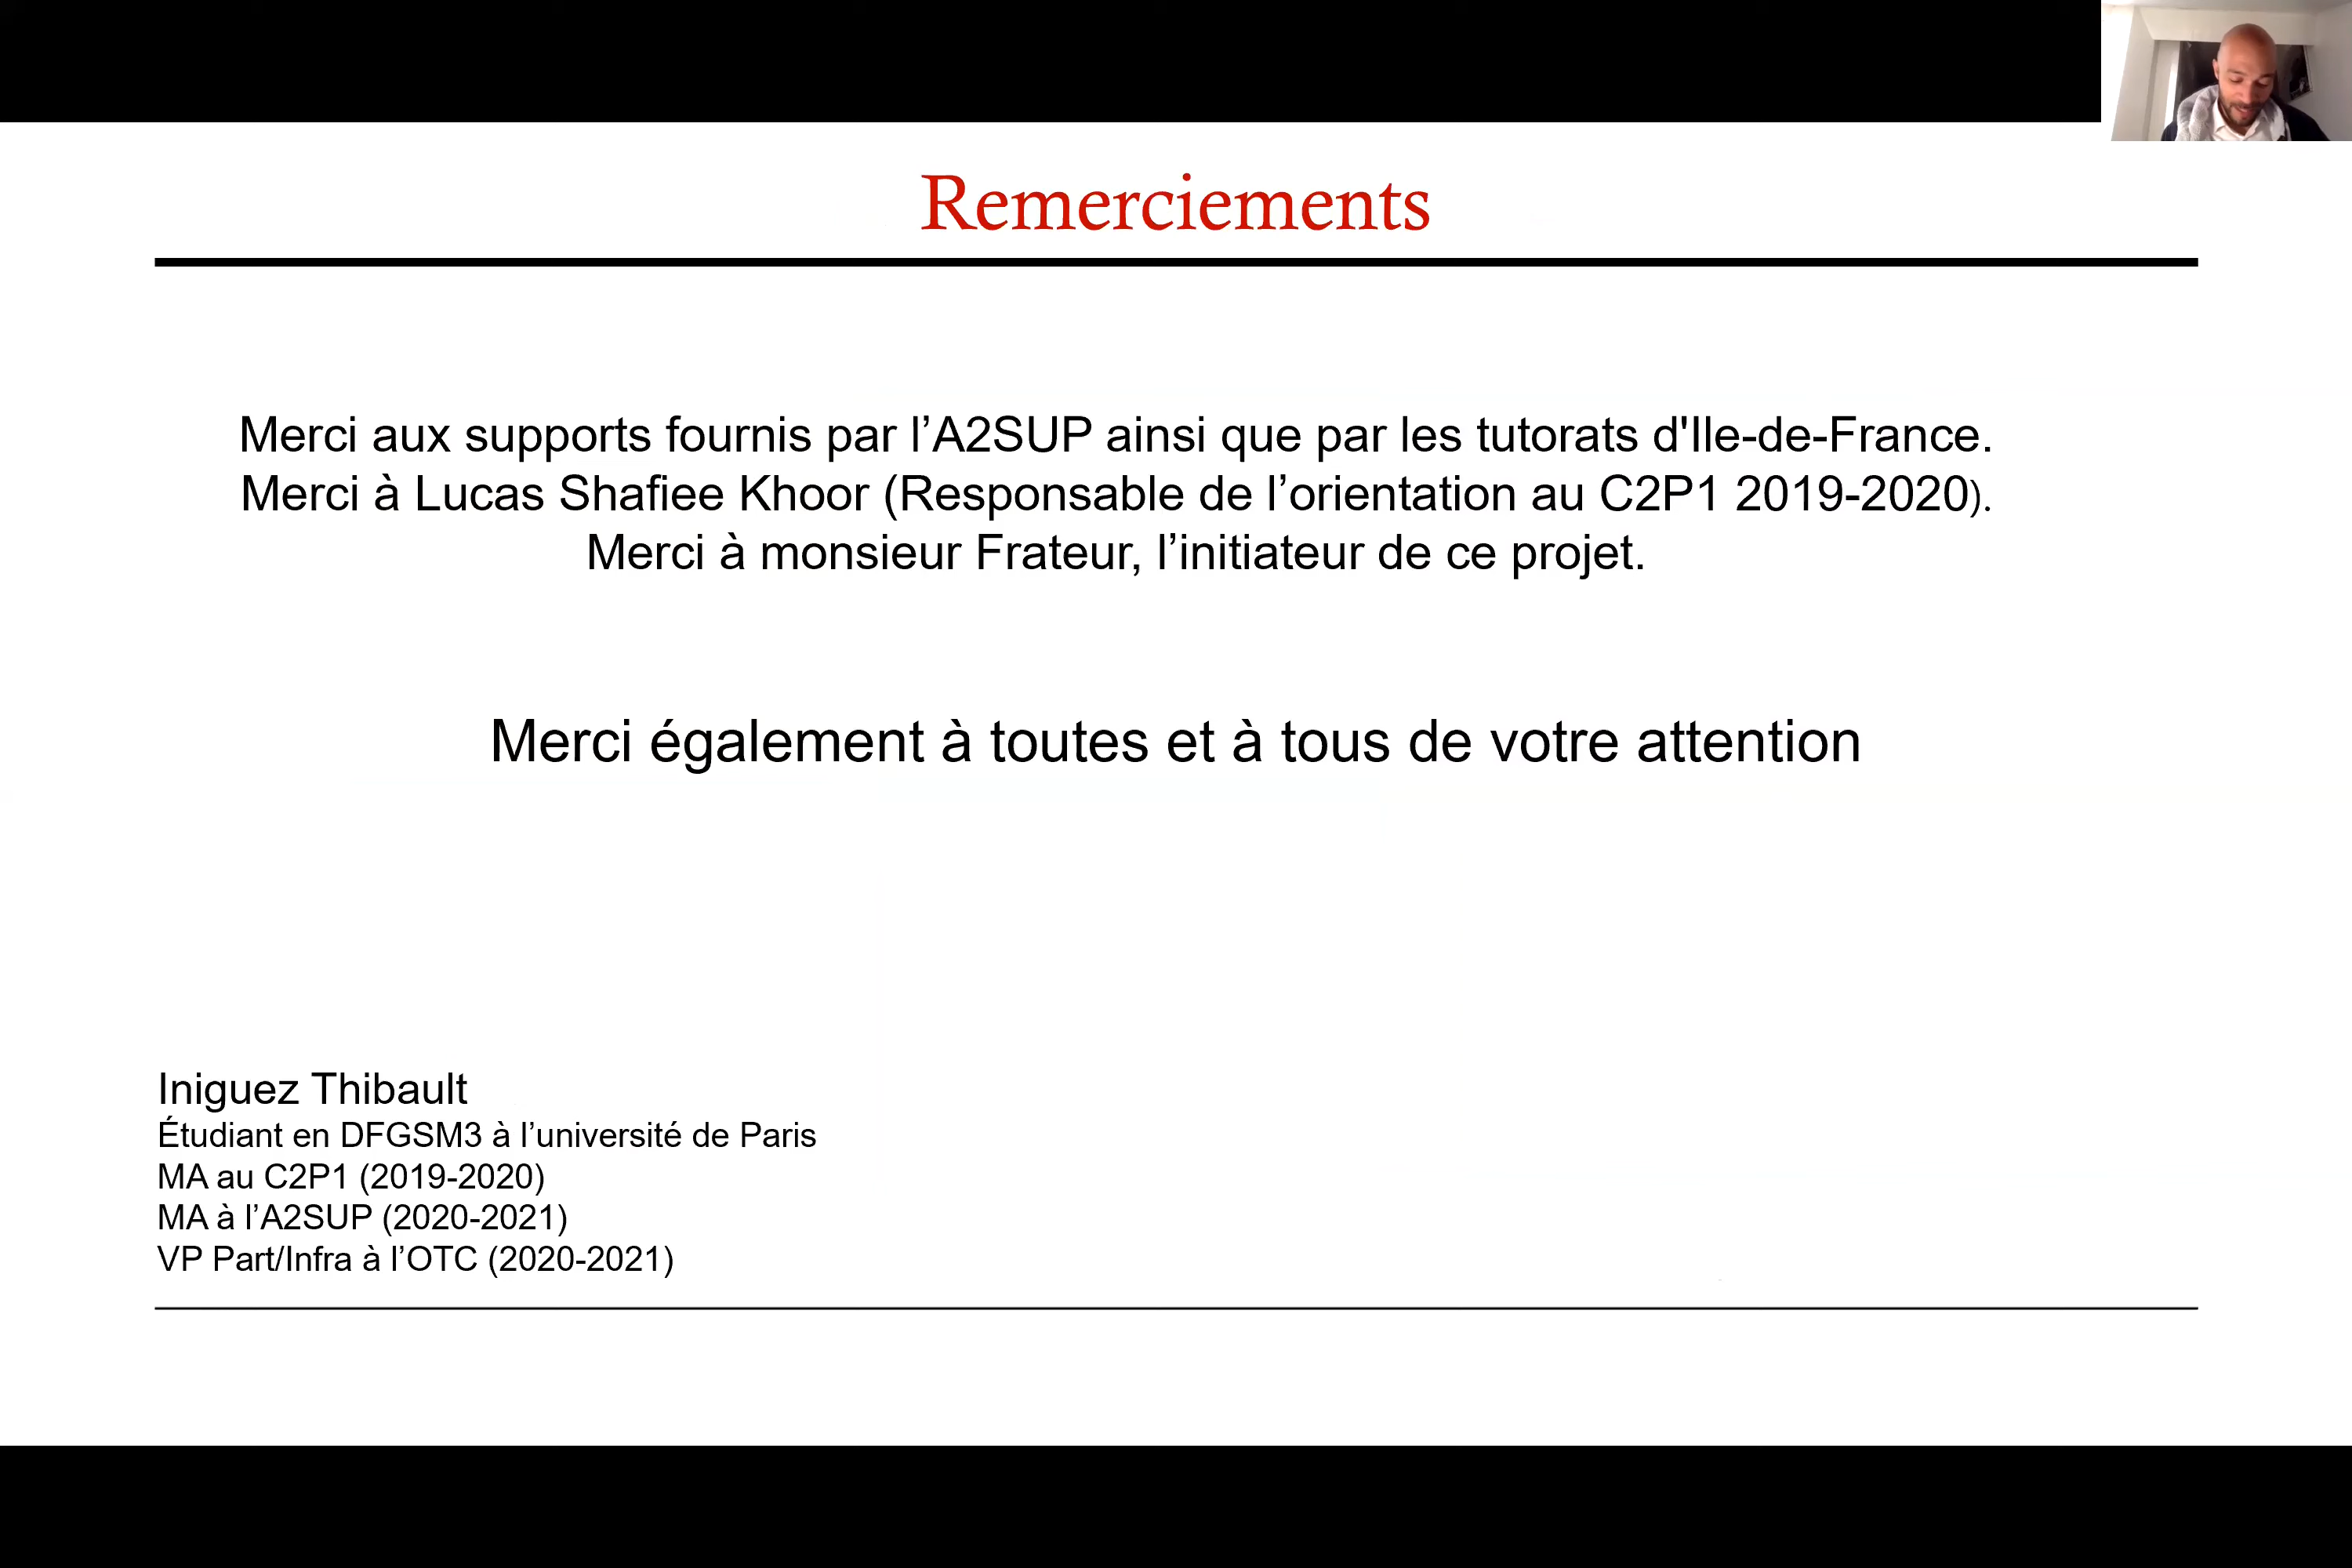 Remerciements
Merci aux supports fournis par l’A2SUP ainsi que par les tutorats d'Ile-de-France.
Merci à Lucas Shafiee Khoor (Responsable de l’orientation au C2P1 2019-2020).
Merci à monsieur Frateur, l’initiateur de ce projet.
Merci également à toutes et à tous de votre attention
Iniguez Thibault
Étudiant en DFGSM3 à l’université de Paris
MA au C2P1 (2019-2020)
MA à l’A2SUP (2020-2021)
VP Part/Infra à l’OTC (2020-2021)